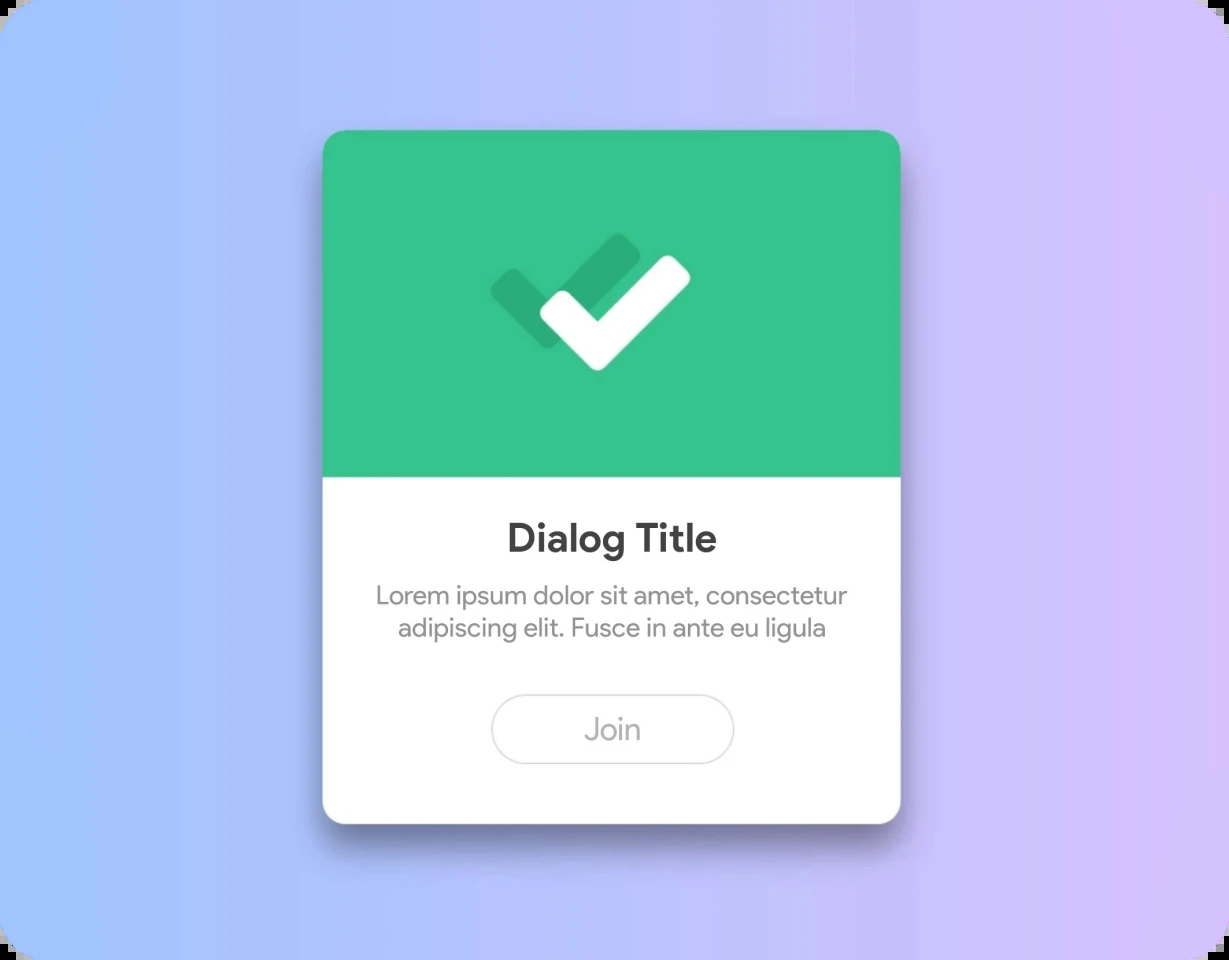 Dialog Title
Lorem ipsum dolor sit amet, consectetur
adipiscing elit. Fusce in ante eu ligula
Join